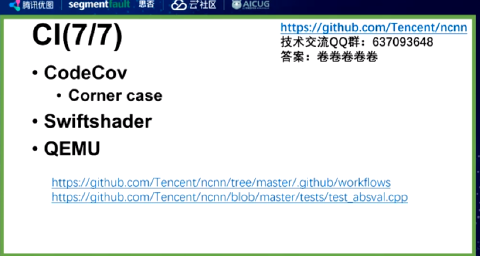 腾讯优图
segmentfault 思否
云+社区
AICUG
CI(7/7)
https://github.com/Tencent/ncnn
技术交流QQ群：637093648
答案：卷卷卷卷卷
• CodeCov
• Corner case
• Swiftshader
• QEMU
https://github.com/Tencent/ncnn/tree/master/.github/workflows
https://github.com/Tencent/ncnn/blob/master/tests/test_absval.cpp